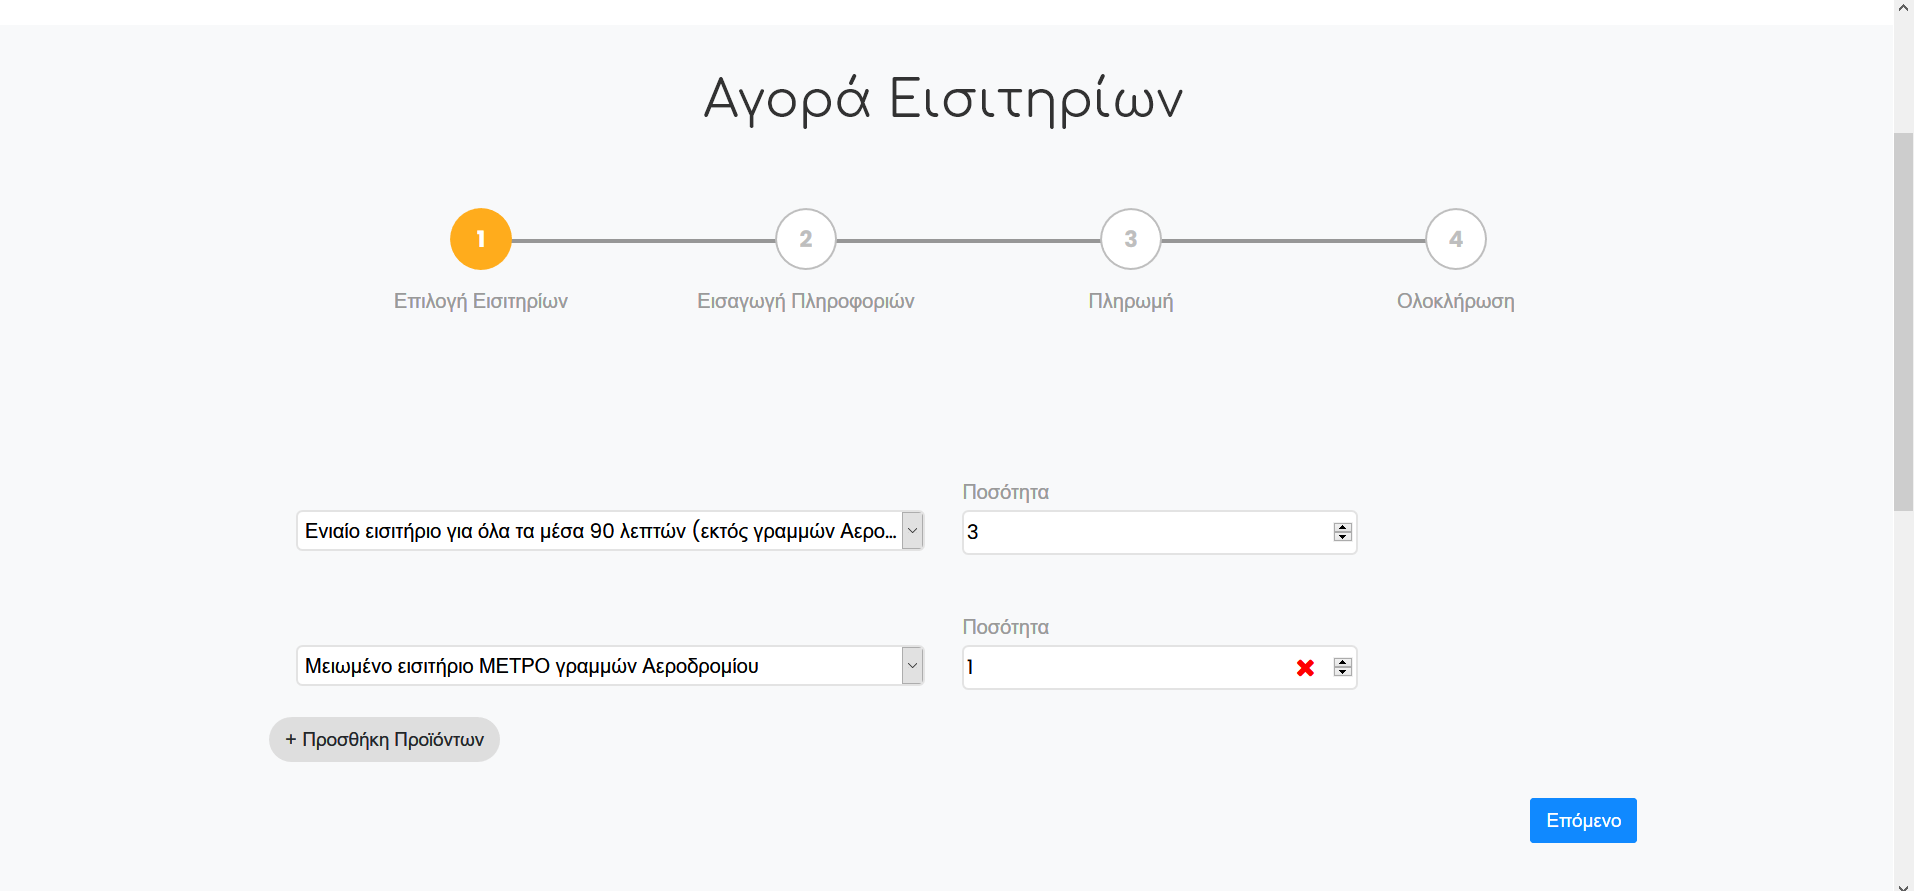 Αγορά Εισιτηρίων
1
2
3
4
Επιλογή Εισιτηρίων
Εισαγωγή Πληροφοριών
Πληρωμή
Ολοκλήρωση
Ποσότητα
Ενιαίο εισιτήριο για όλα τα μέσα 90 λεπτών (εκτός γραμμών Αερο...
3
Ποσότητα
Μειωμένο εισιτήριο ΜΕΤΡΟ γραμμών Αεροδρομίου
1
+ Προσθήκη Προϊόντων
Επόμενο